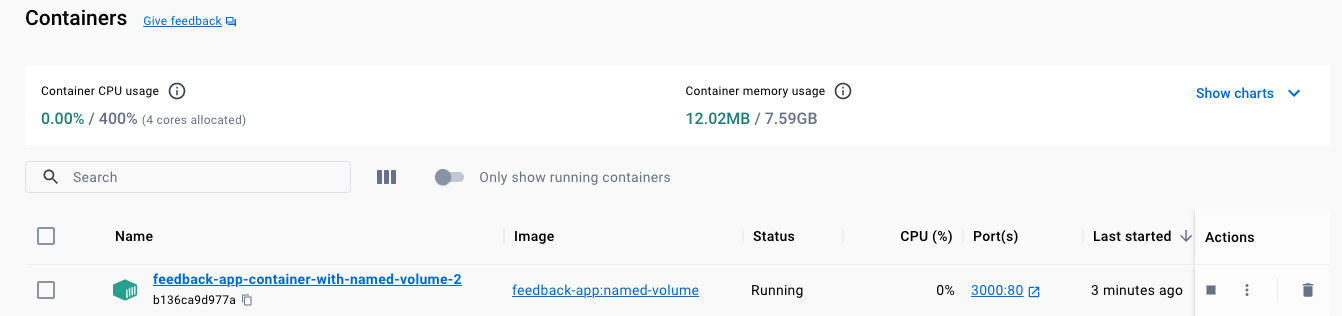 Containers Give feedback
Container CPU usage
0.00% / 400% (4 cores allocated)
Container memory usage
12.02MB / 7.59GB
Show charts
Search
Only show running containers
Name Image Status CPU (%) Port(s) Last started Actions
feedback-app-container-with-named-volume-2
b136ca9d977a
feedback-app:named-volume Running 0% 3000:80 3 minutes ago